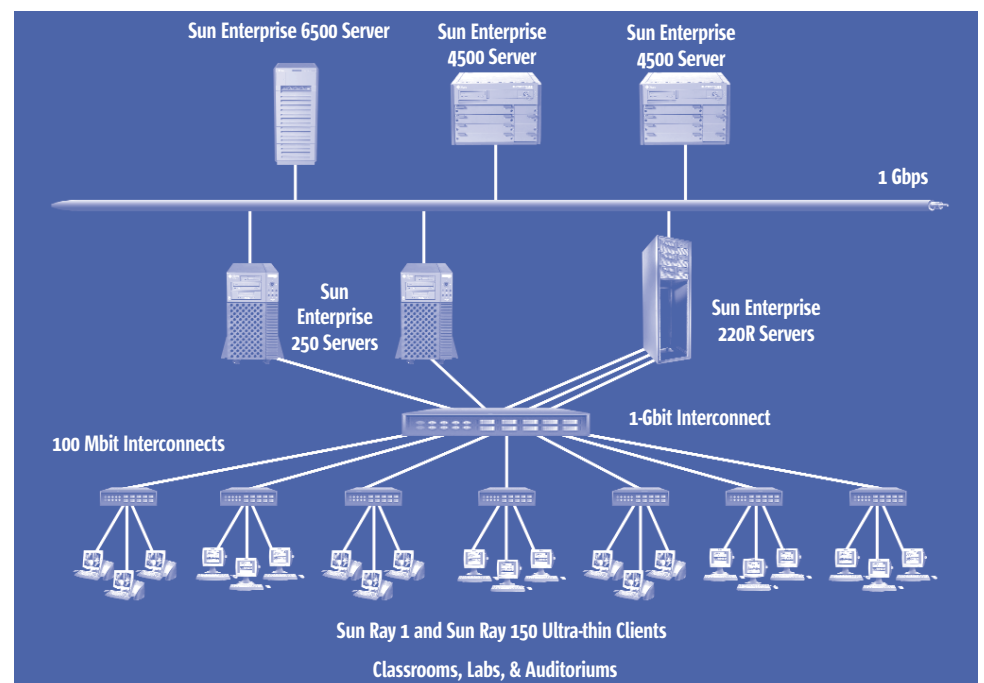 Sun Enterprise 6500 Server
Sun Enterprise
4500 Server
Sun Enterprise
4500 Server
1 Gbps
Sun
Enterprise
250 Servers
Sun Enterprise
220R Servers
1-Gbit Interconnect
100 Mbit Interconnects
Sun Ray 1 and Sun Ray 150 Ultra-thin Clients
Classrooms, Labs, & Auditoriums